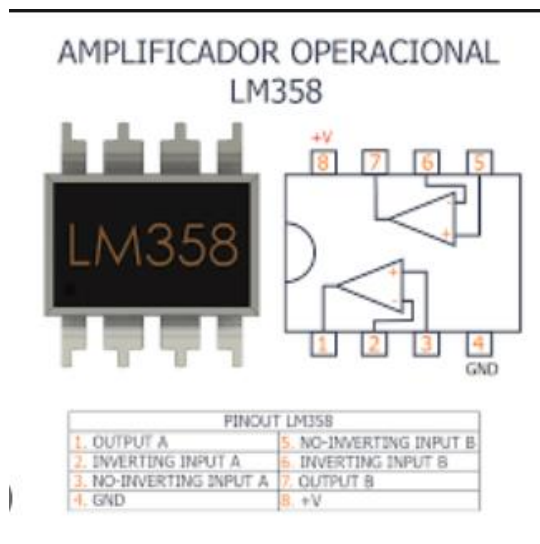 AMPLIFICADOR OPERACIONAL
LM358
LM358
+V
8 7 6 5
- +
+ -
1 2 3 4
GND
PINOUT LM358
1. OUTPUT A 5. NO-INVERTING INPUT B
2. INVERTING INPUT A 6. INVERTING INPUT B
3. NO-INVERTING INPUT A 7. OUTPUT B
4. GND 8. +V